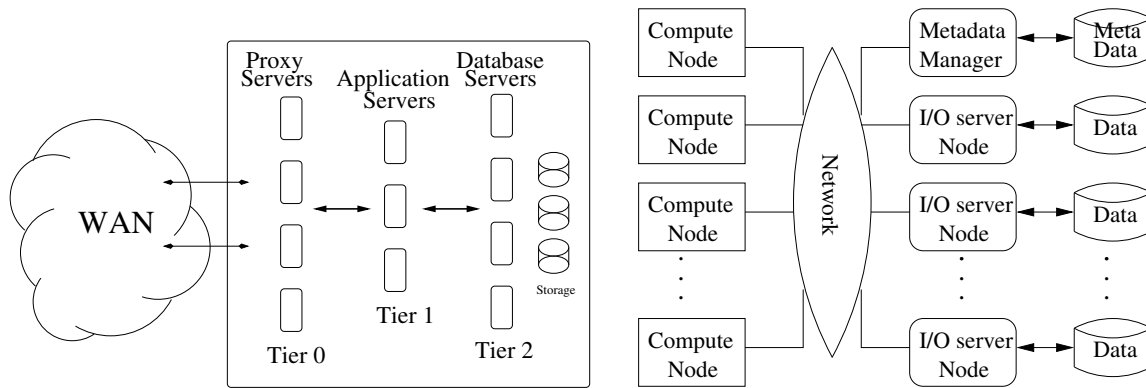 WAN
Proxy
Servers
Tier 0
Application
Servers
Tier 1
Database
Servers
Tier 2
Storage
Compute
Node
Compute
Node
Compute
Node
Compute
Node
Network
Metadata
Manager
Meta
Data
I/O server
Node
Data
I/O server
Node
Data
I/O server
Node
Data